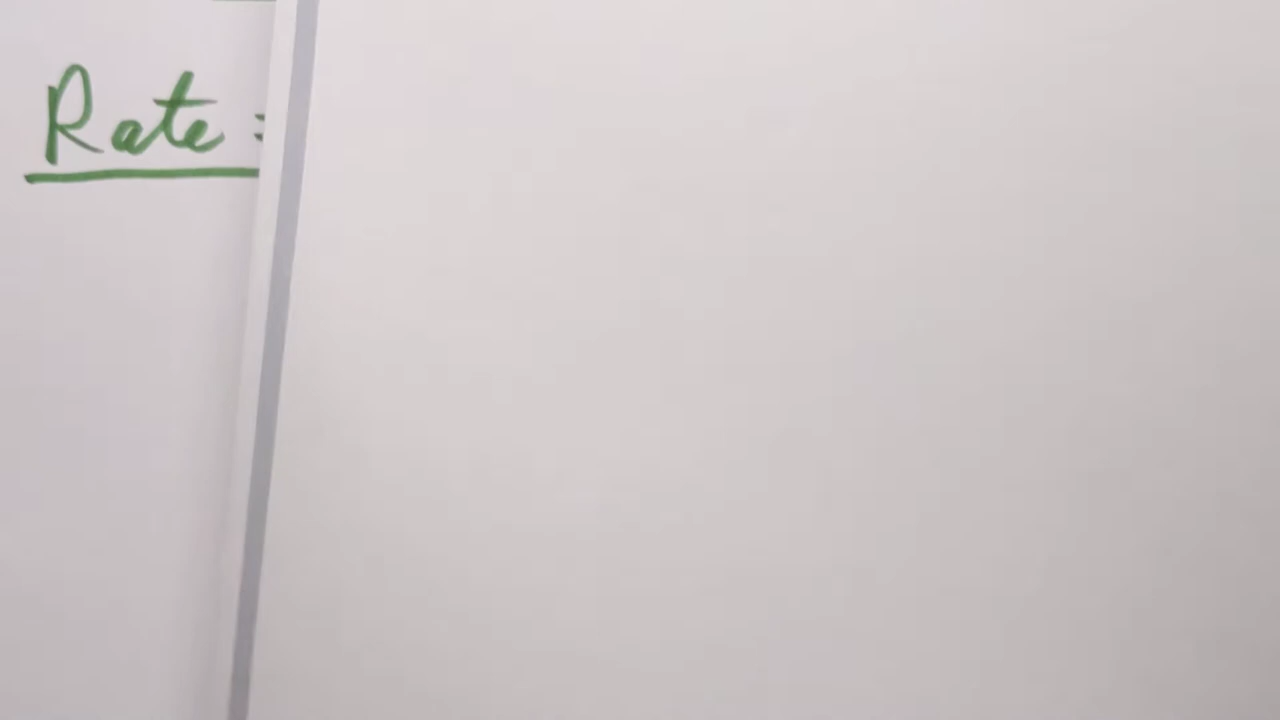 Rate =